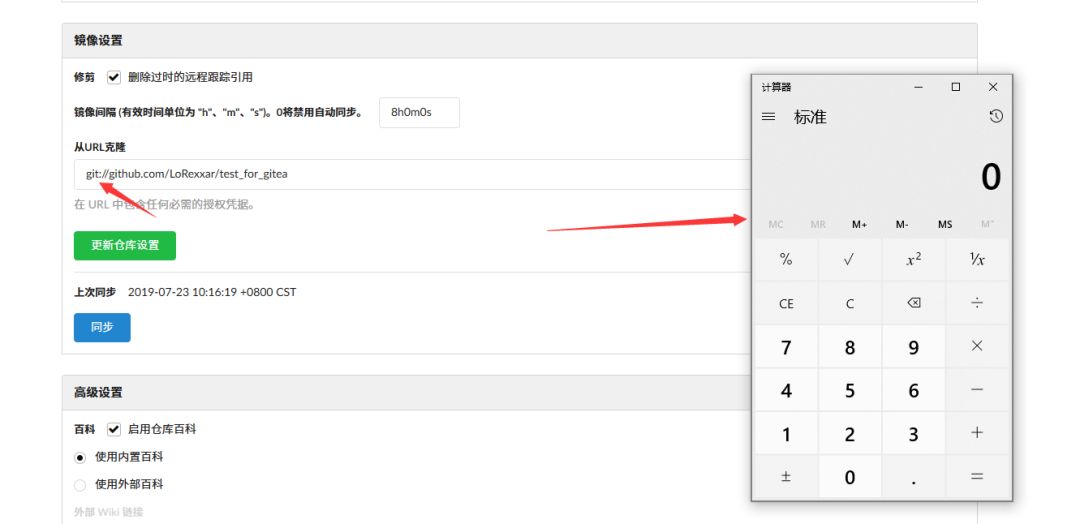 镜像设置
修剪 删除过时的远程跟踪引用
镜像间隔 (有效时间单位为 "h"、"m"、"s")。0将禁用自动同步。 8h0m0s
从URL克隆
git://github.com/LoRexxar/test_for_gitea
在 URL 中包含任何必需的授权凭据。
更新仓库设置
上次同步 2019-07-23 10:16:19 +0800 CST
同步
高级设置
百科 启用仓库百科
使用内置百科
使用外部百科
外部 Wiki 链接
计算器
标准
0
MC MR M+ M- MS M˅
% √ x² ¹/x
CE C ÷
7 8 9 ×
4 5 6 −
1 2 3 +
± 0 . =